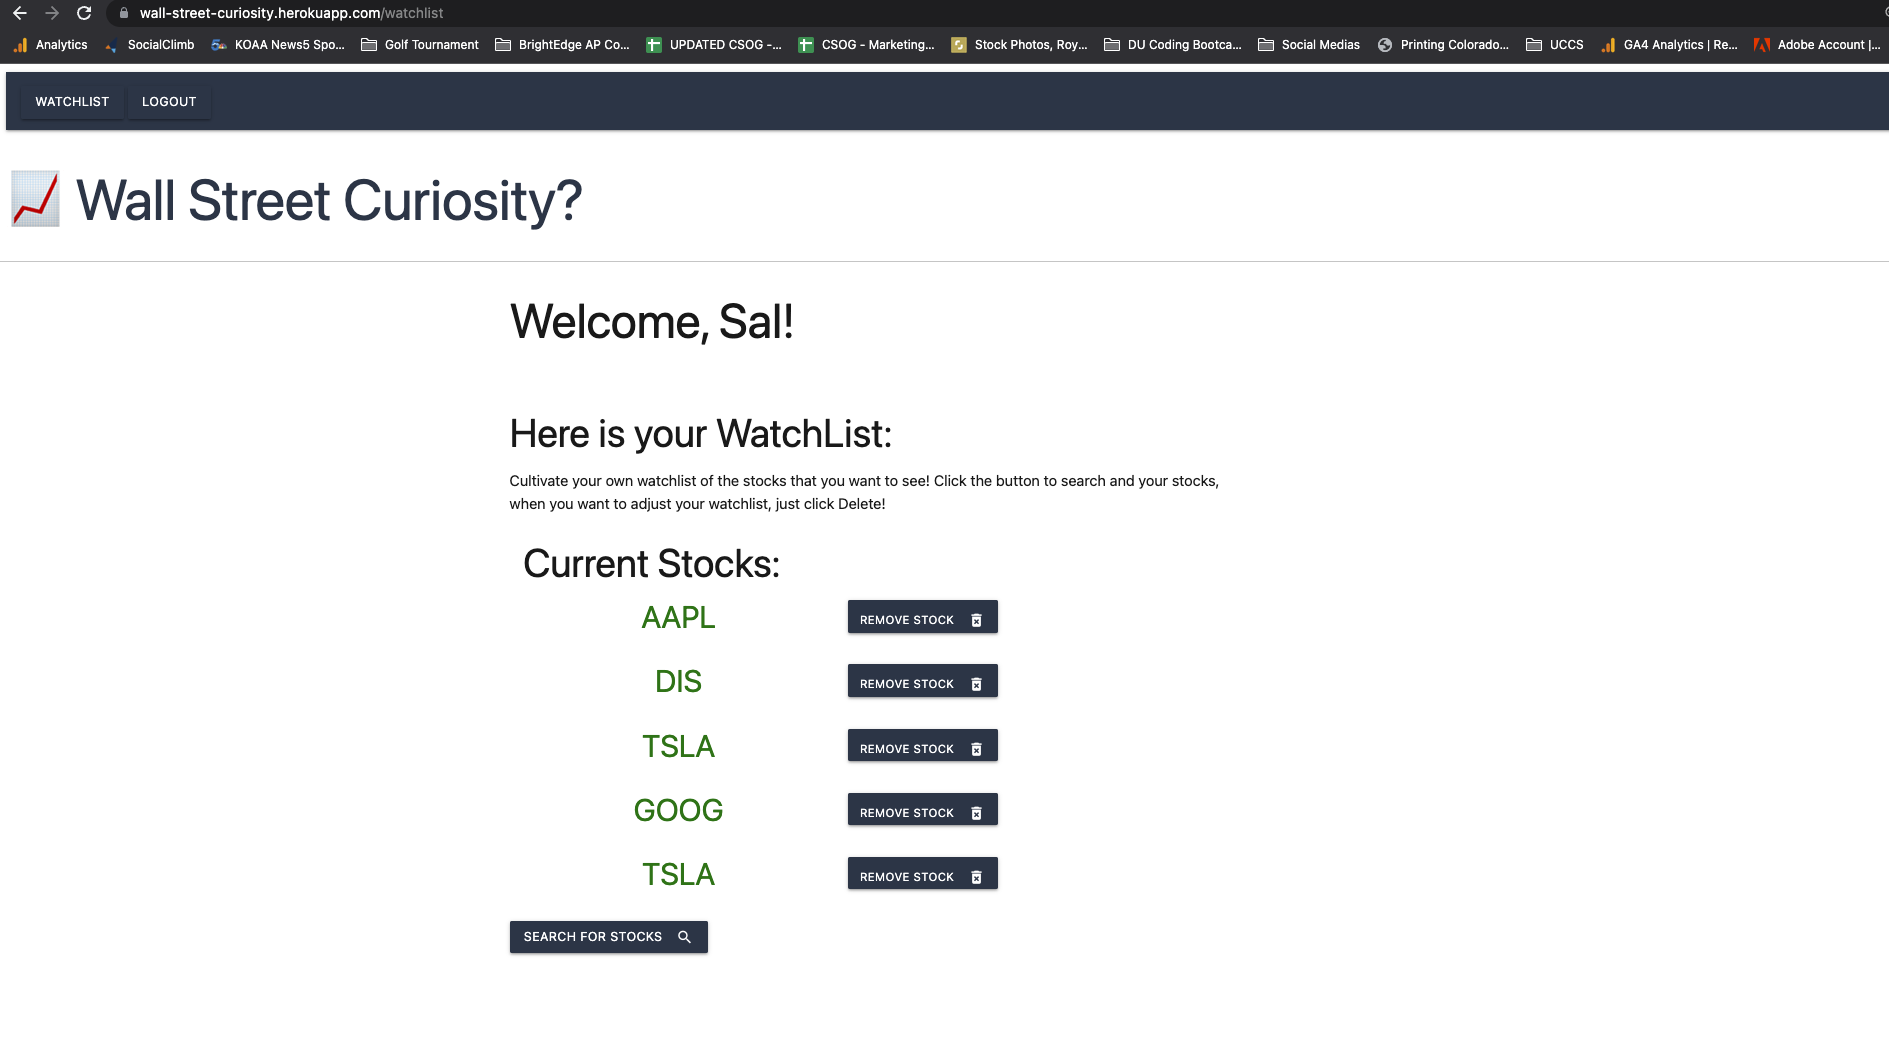 wall-street-curiosity.herokuapp.com/watchlist
Analytics SocialClimb KOAA News5 Spo... Golf Tournament BrightEdge AP Co... UPDATED CSOG -... CSOG - Marketing... Stock Photos, Roy... DU Coding Bootca... Social Medias Printing Colorado... UCCS GA4 Analytics | Re... Adobe Account |...
WATCHLIST LOGOUT
Wall Street Curiosity?
Welcome, Sal!
Here is your WatchList:
Cultivate your own watchlist of the stocks that you want to see! Click the button to search and your stocks,
when you want to adjust your watchlist, just click Delete!
Current Stocks:
AAPL REMOVE STOCK
DIS REMOVE STOCK
TSLA REMOVE STOCK
GOOG REMOVE STOCK
TSLA REMOVE STOCK
SEARCH FOR STOCKS